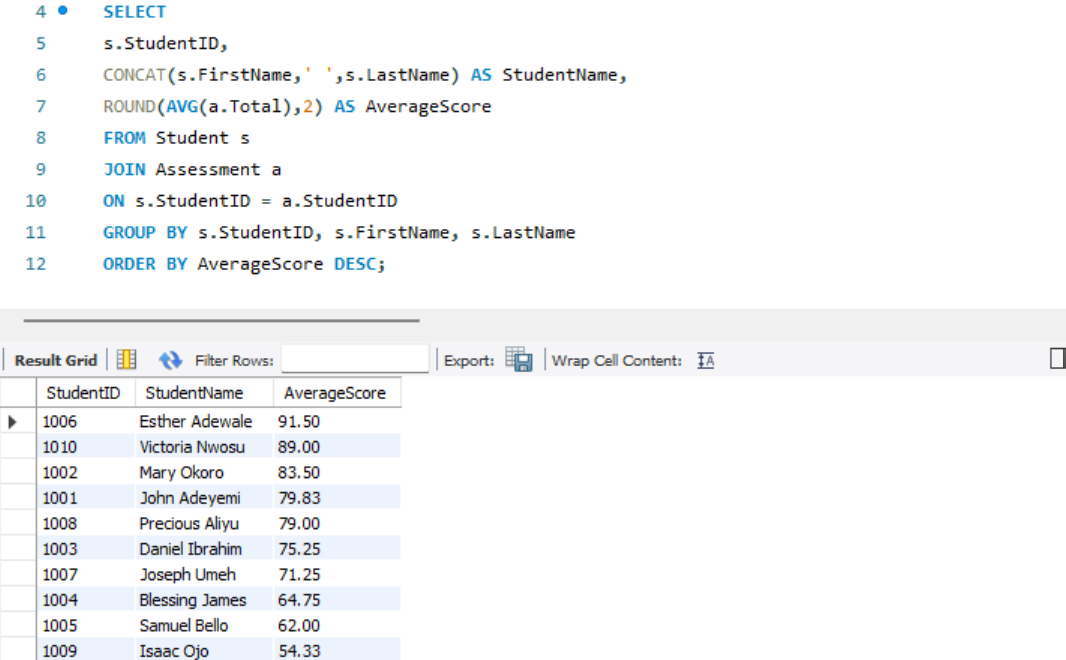 4 SELECT
5 s.StudentID,
6 CONCAT(s.FirstName,' ',s.LastName) AS StudentName,
7 ROUND(AVG(a.Total),2) AS AverageScore
8 FROM Student s
9 JOIN Assessment a
10 ON s.StudentID = a.StudentID
11 GROUP BY s.StudentID, s.FirstName, s.LastName
12 ORDER BY AverageScore DESC;
Result Grid Filter Rows: Export: Wrap Cell Content: IA
StudentID StudentName AverageScore
1006 Esther Adewale 91.50
1010 Victoria Nwosu 89.00
1002 Mary Okoro 83.50
1001 John Adeyemi 79.83
1008 Precious Aliyu 79.00
1003 Daniel Ibrahim 75.25
1007 Joseph Umeh 71.25
1004 Blessing James 64.75
1005 Samuel Bello 62.00
1009 Isaac Ojo 54.33